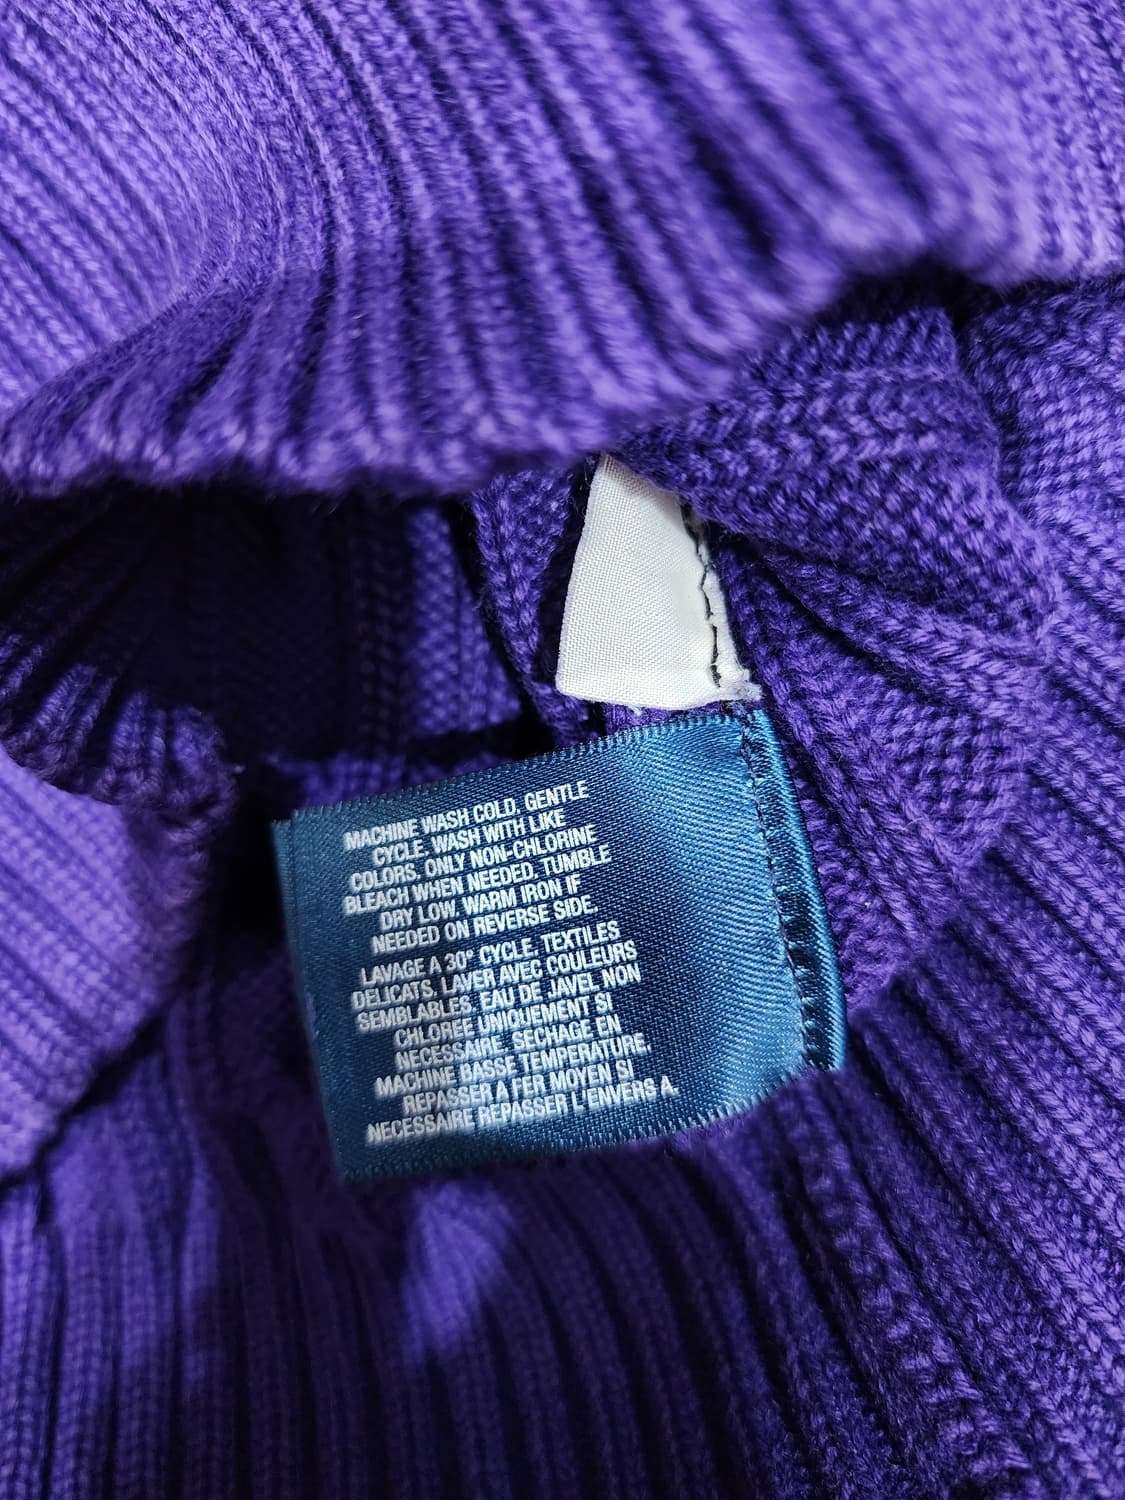 MACHINE WASH COLD, GENTLE
CYCLE, WASH WITH LIKE
COLORS, ONLY NON-CHLORINE
BLEACH WHEN NEEDED, TUMBLE
DRY LOW, WARM IRON IF
NEEDED ON REVERSE SIDE.
LAVAGE A 30° CYCLE, TEXTILES
DELICATS, LAVER AVEC COULEURS
SEMBLABLES, EAU DE JAVEL NON
CHLOREE UNIQUEMENT SI
NECESSAIRE, SECHAGE EN
MACHINE BASSE TEMPERATURE,
REPASSER A FER MOYEN SI
NECESSAIRE REPASSER L'ENVERS A.